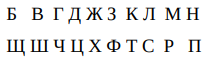 Б В Г Д Ж З К Л М Н
Щ Ш Ч Ц Х Ф Т С Р П